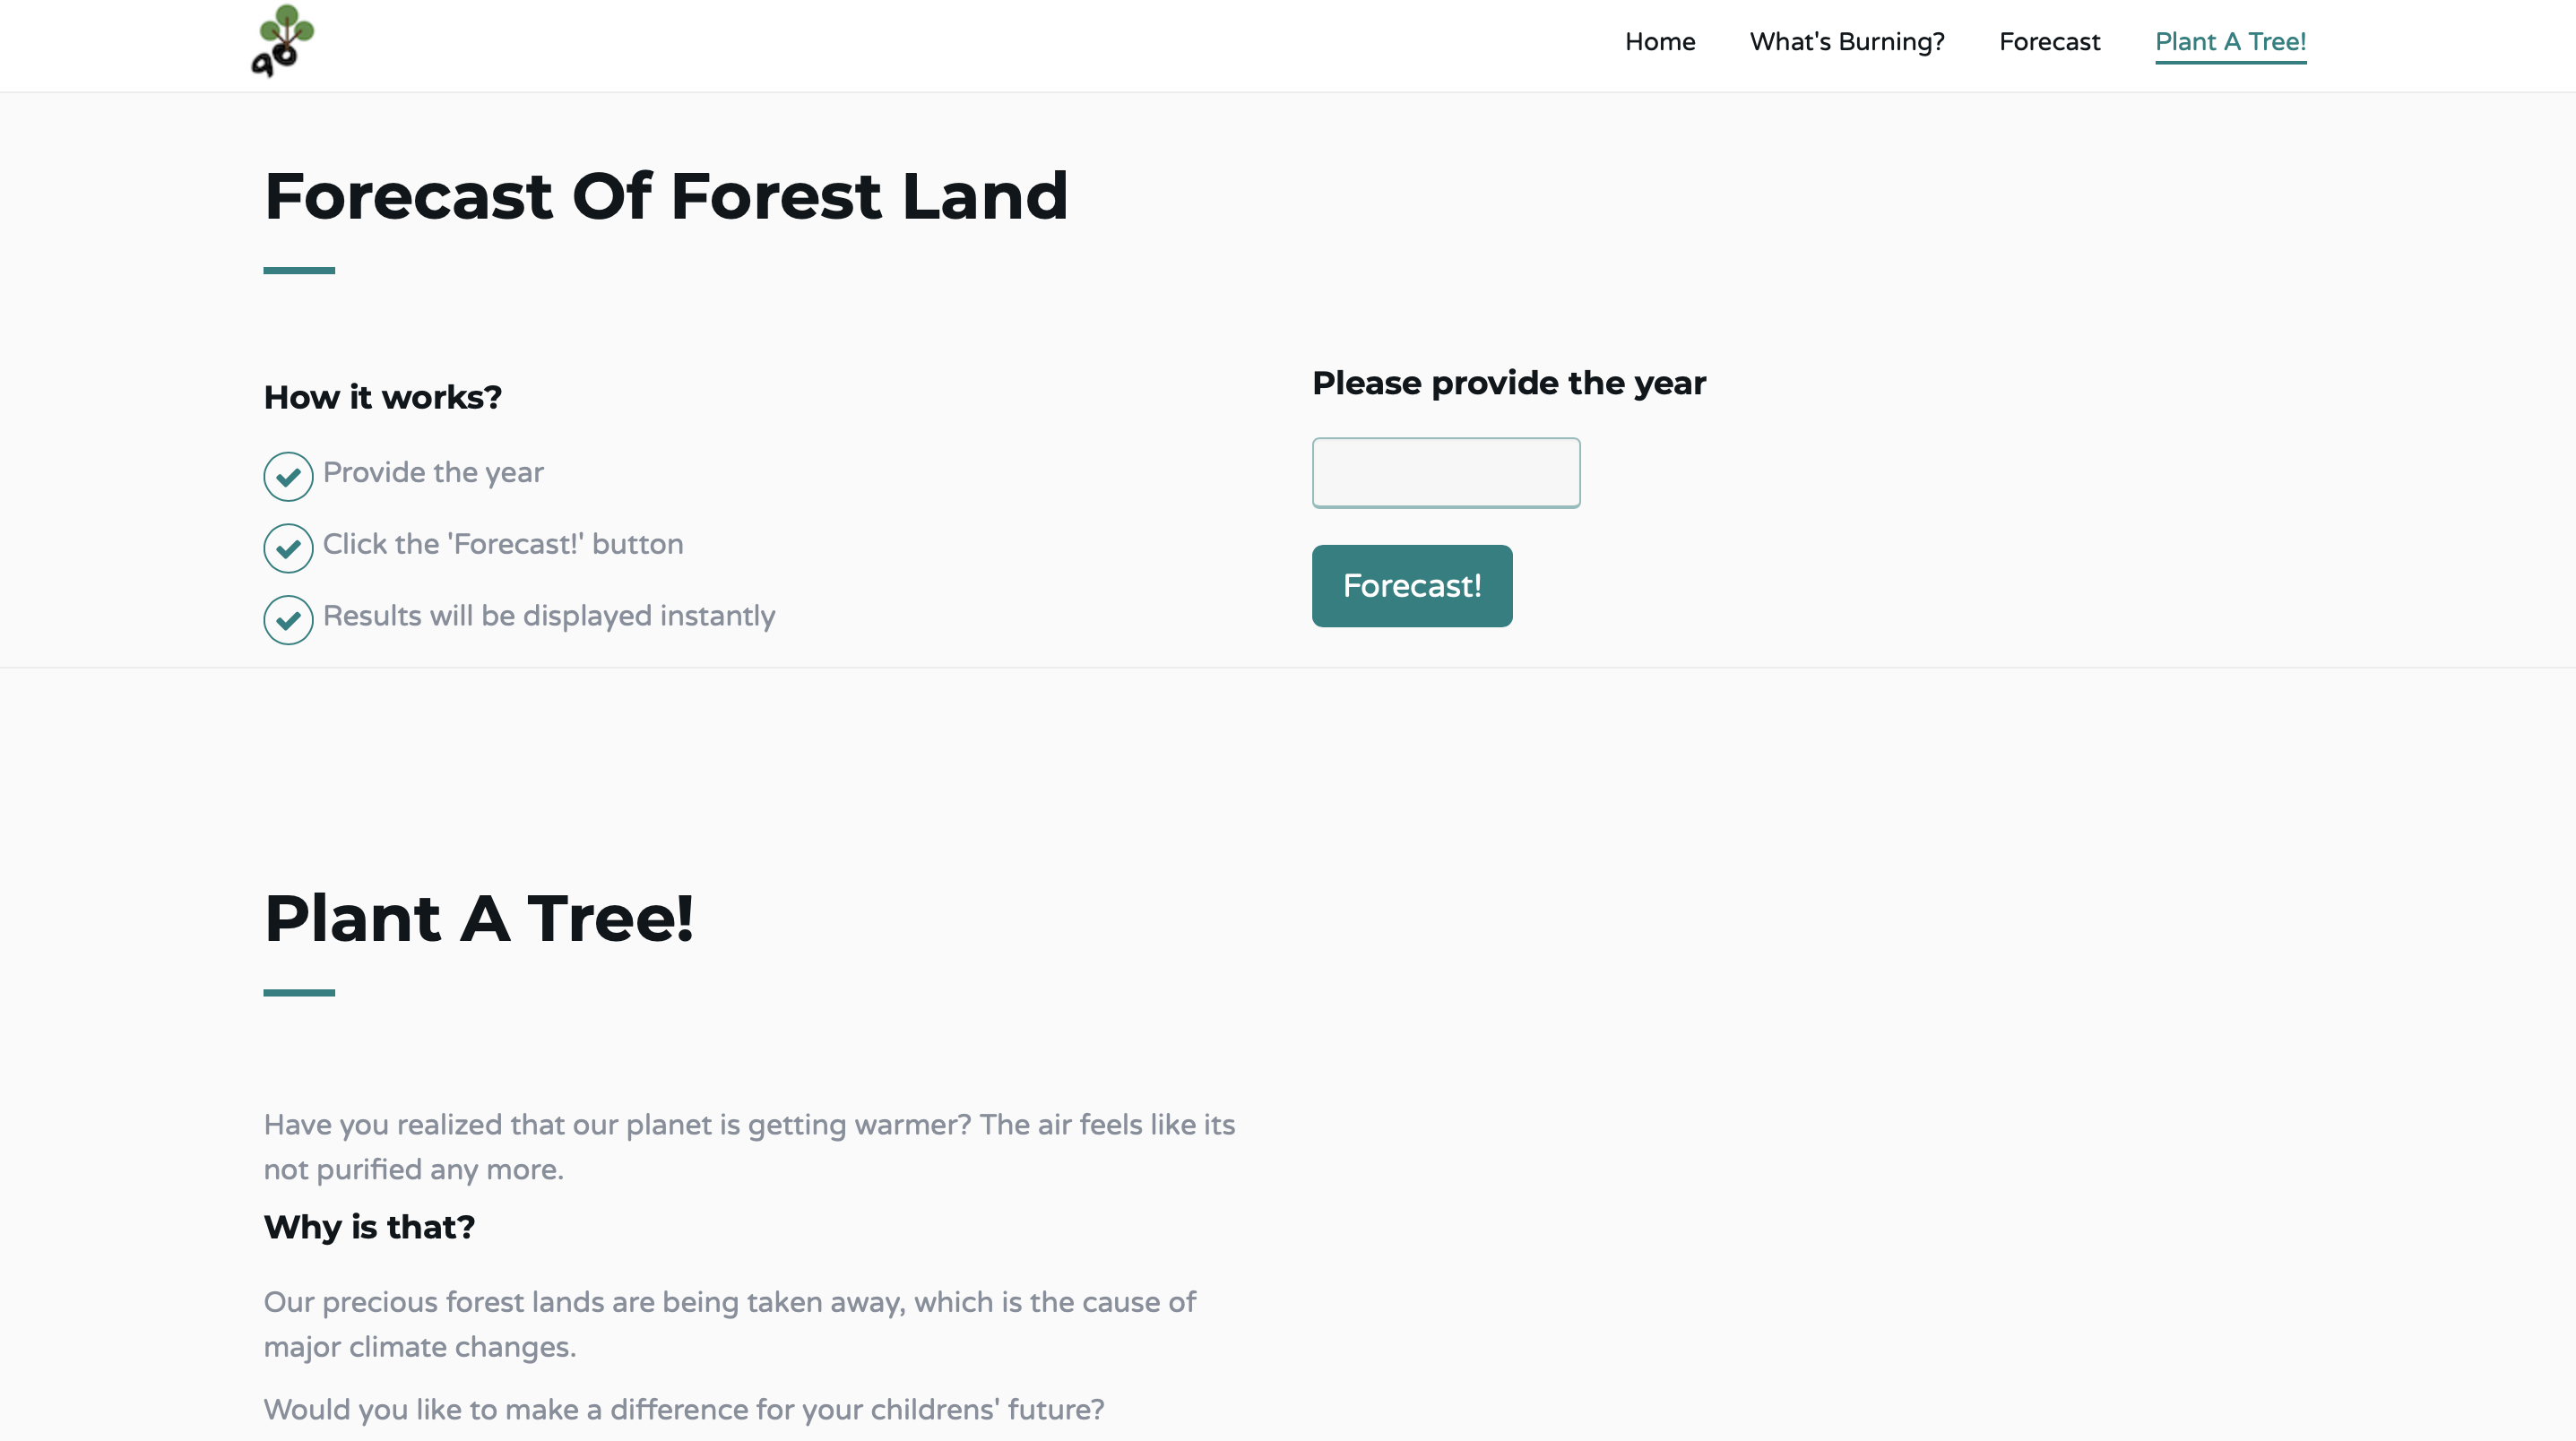 Home What's Burning? Forecast Plant A Tree!
Forecast Of Forest Land
How it works?
Provide the year
Click the 'Forecast!' button
Results will be displayed instantly
Please provide the year
Forecast!
Plant A Tree!
Have you realized that our planet is getting warmer? The air feels like its
not purified any more.
Why is that?
Our precious forest lands are being taken away, which is the cause of
major climate changes.
Would you like to make a difference for your childrens' future?